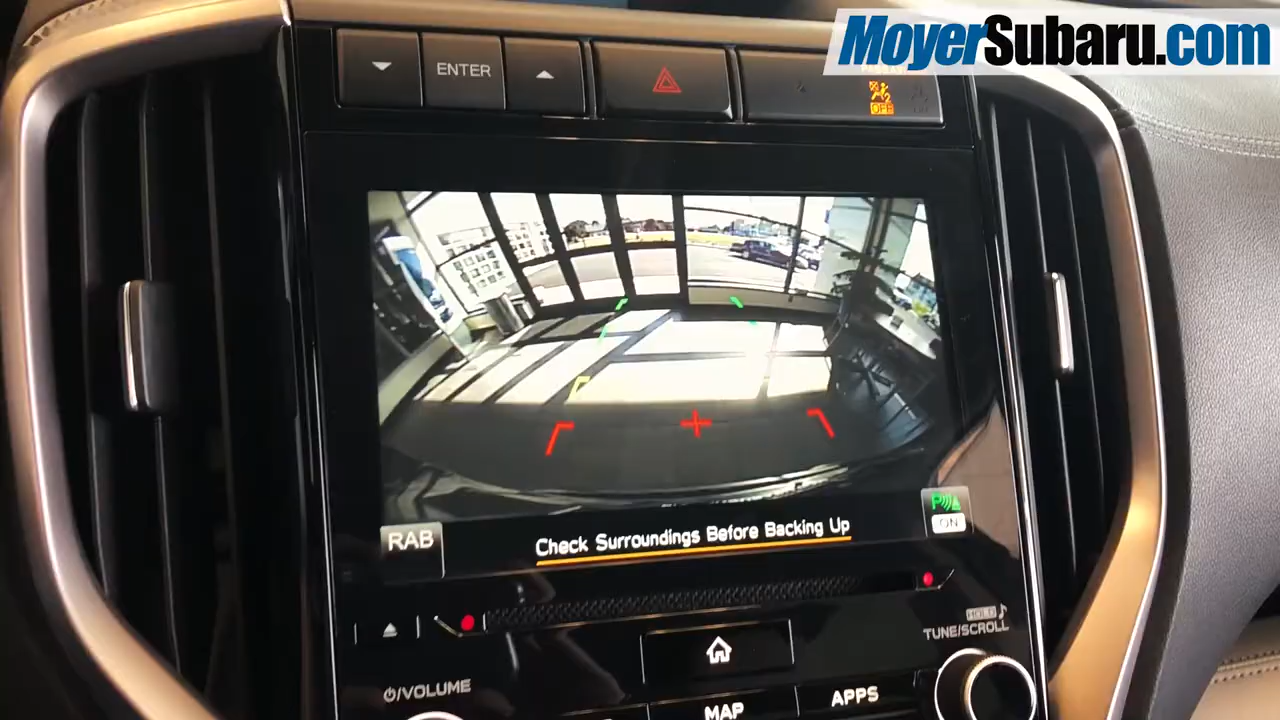 MoyerSubaru.com
ENTER
OFF
RAB
Check Surroundings Before Backing Up
P
ON
HOLD
TUNE/SCROLL
/VOLUME
MAP
APPS